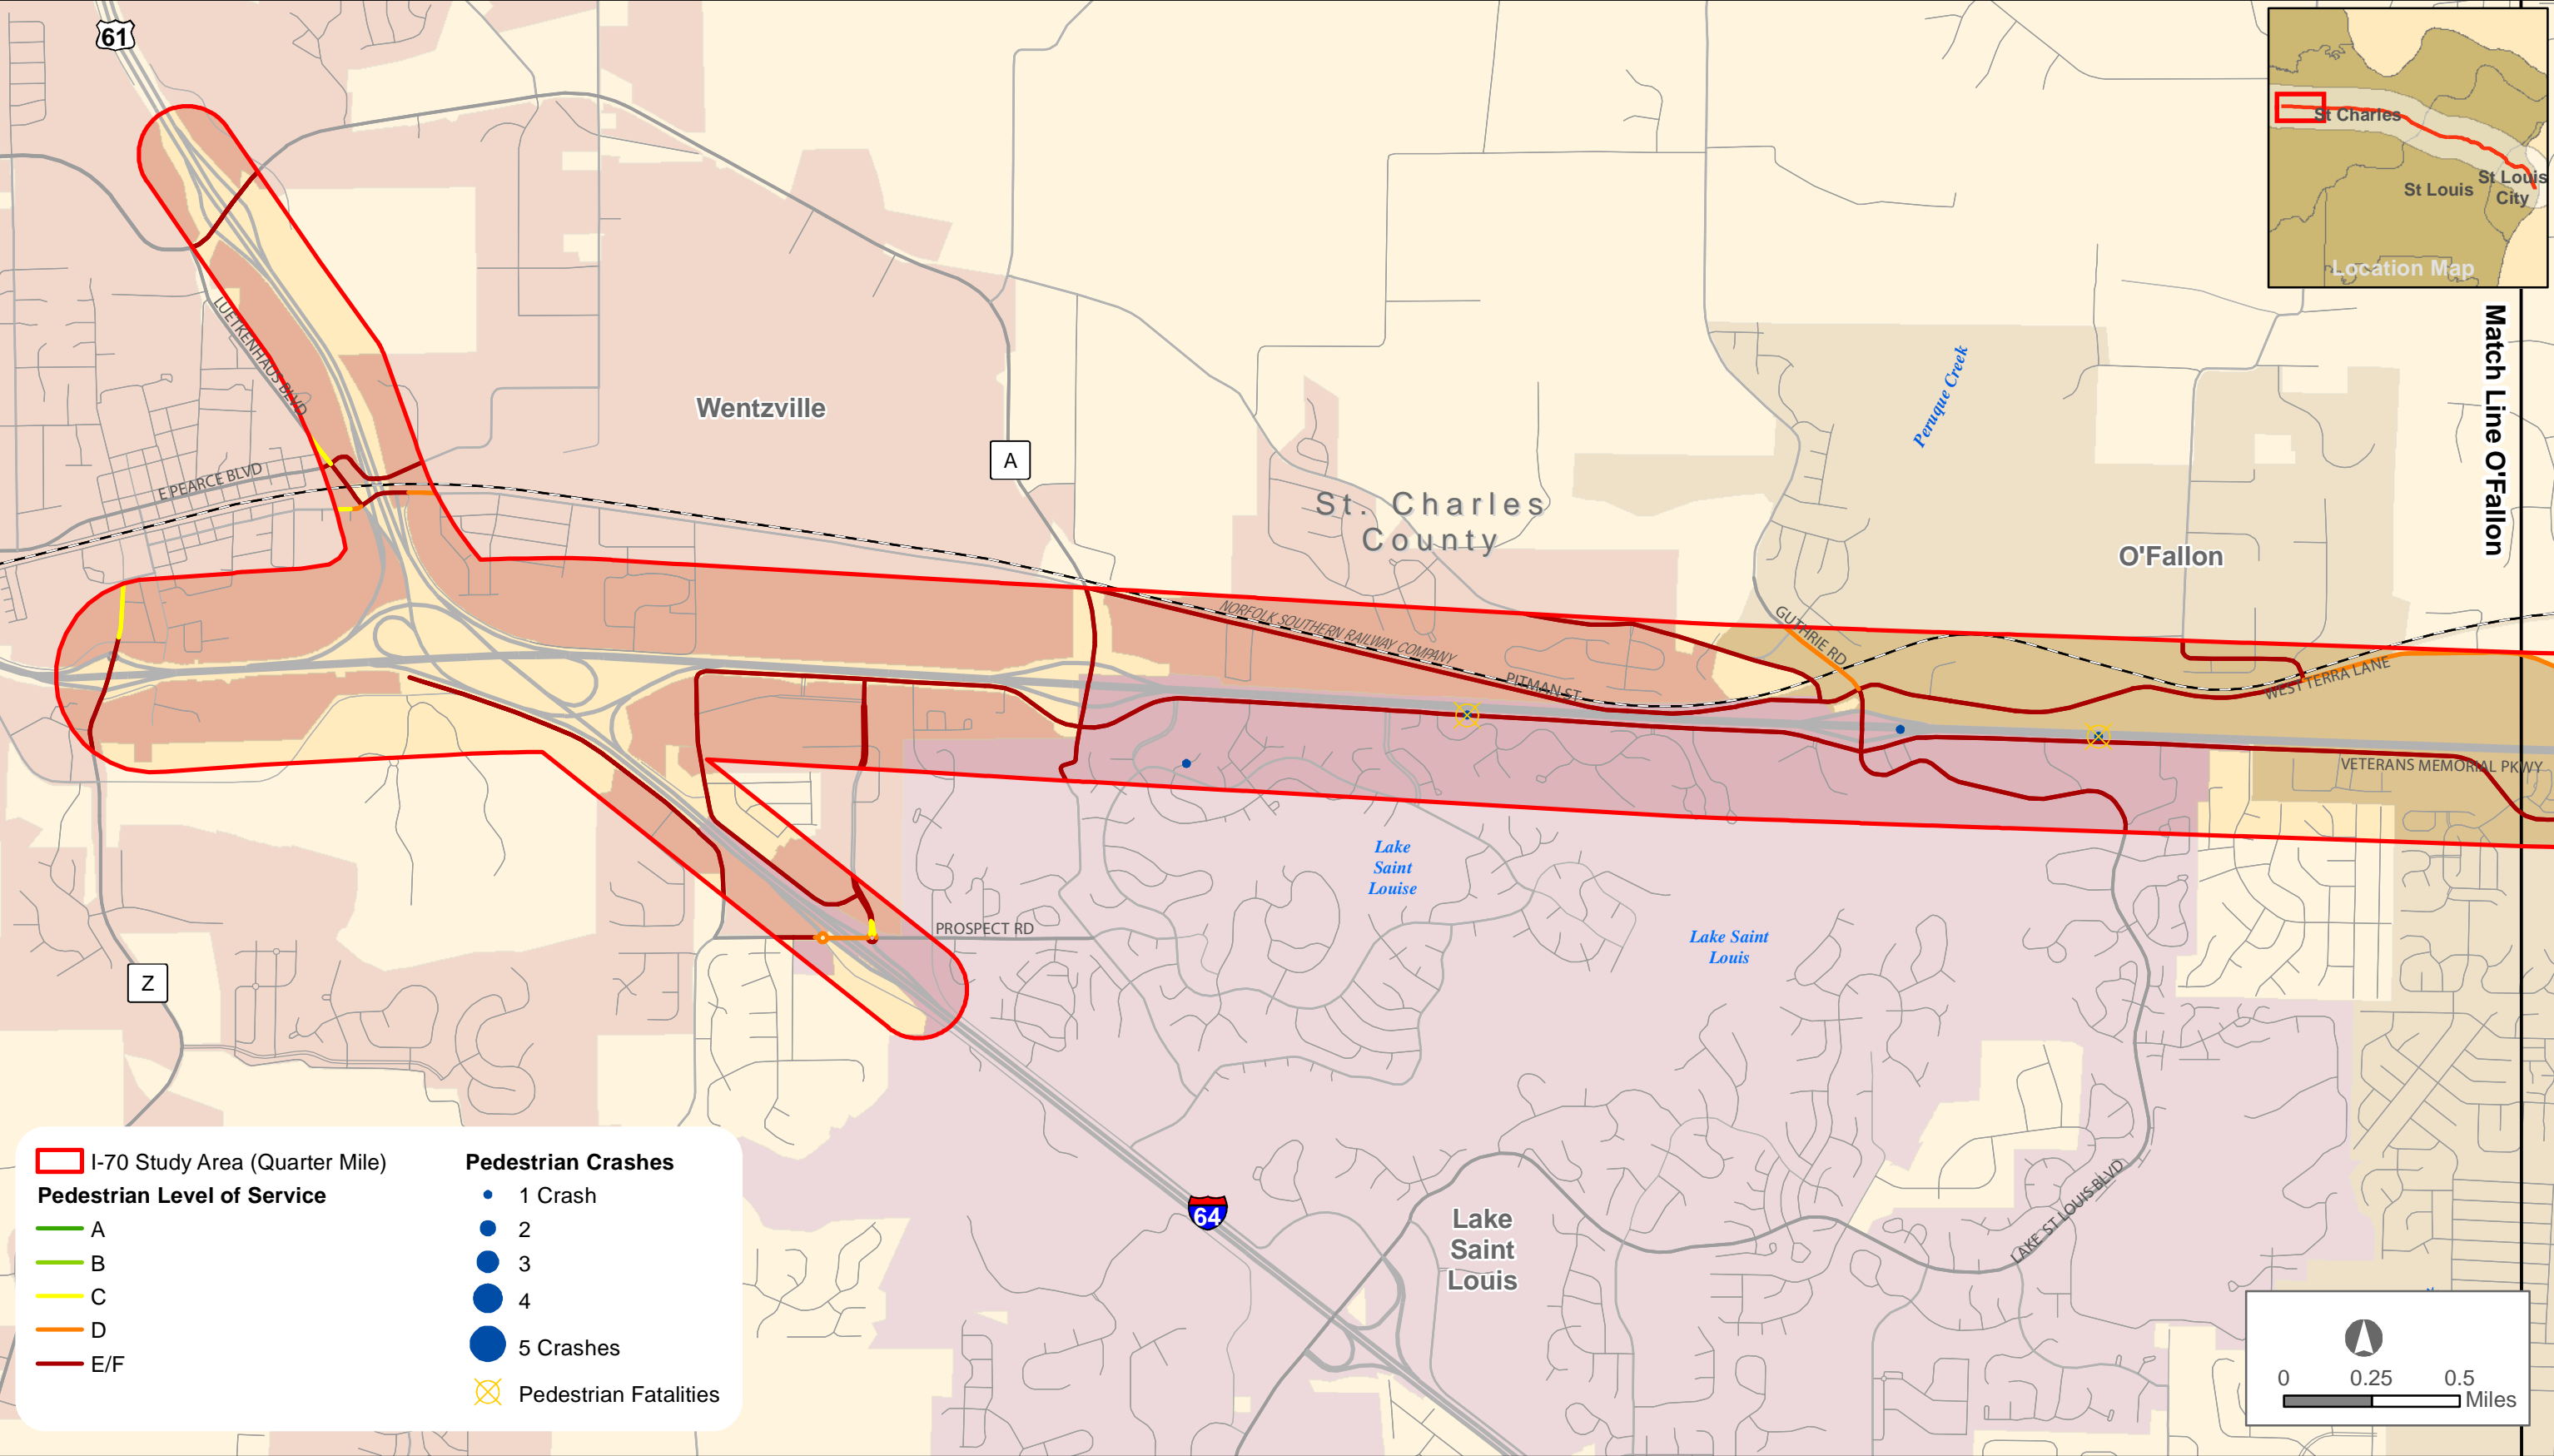 61
St Charles
St Louis
St Louis
City
Location Map
Match Line O'Fallon
LUETKENHAUS BLVD
Wentzville
A
Peruque Creek
E PEARCE BLVD
St. Charles
County
O'Fallon
NORFOLK SOUTHERN RAILWAY COMPANY
GUTHRIE RD
PITMAN ST
WEST TERRA LANE
VETERANS MEMORIAL PKWY
Lake
Saint
Louise
PROSPECT RD
Lake Saint
Louis
Z
64
Lake
Saint
Louis
LAKE ST LOUIS BLVD
I-70 Study Area (Quarter Mile)
Pedestrian Level of Service
A
B
C
D
E/F
Pedestrian Crashes
1 Crash
2
3
4
5 Crashes
Pedestrian Fatalities
0 0.25 0.5
Miles